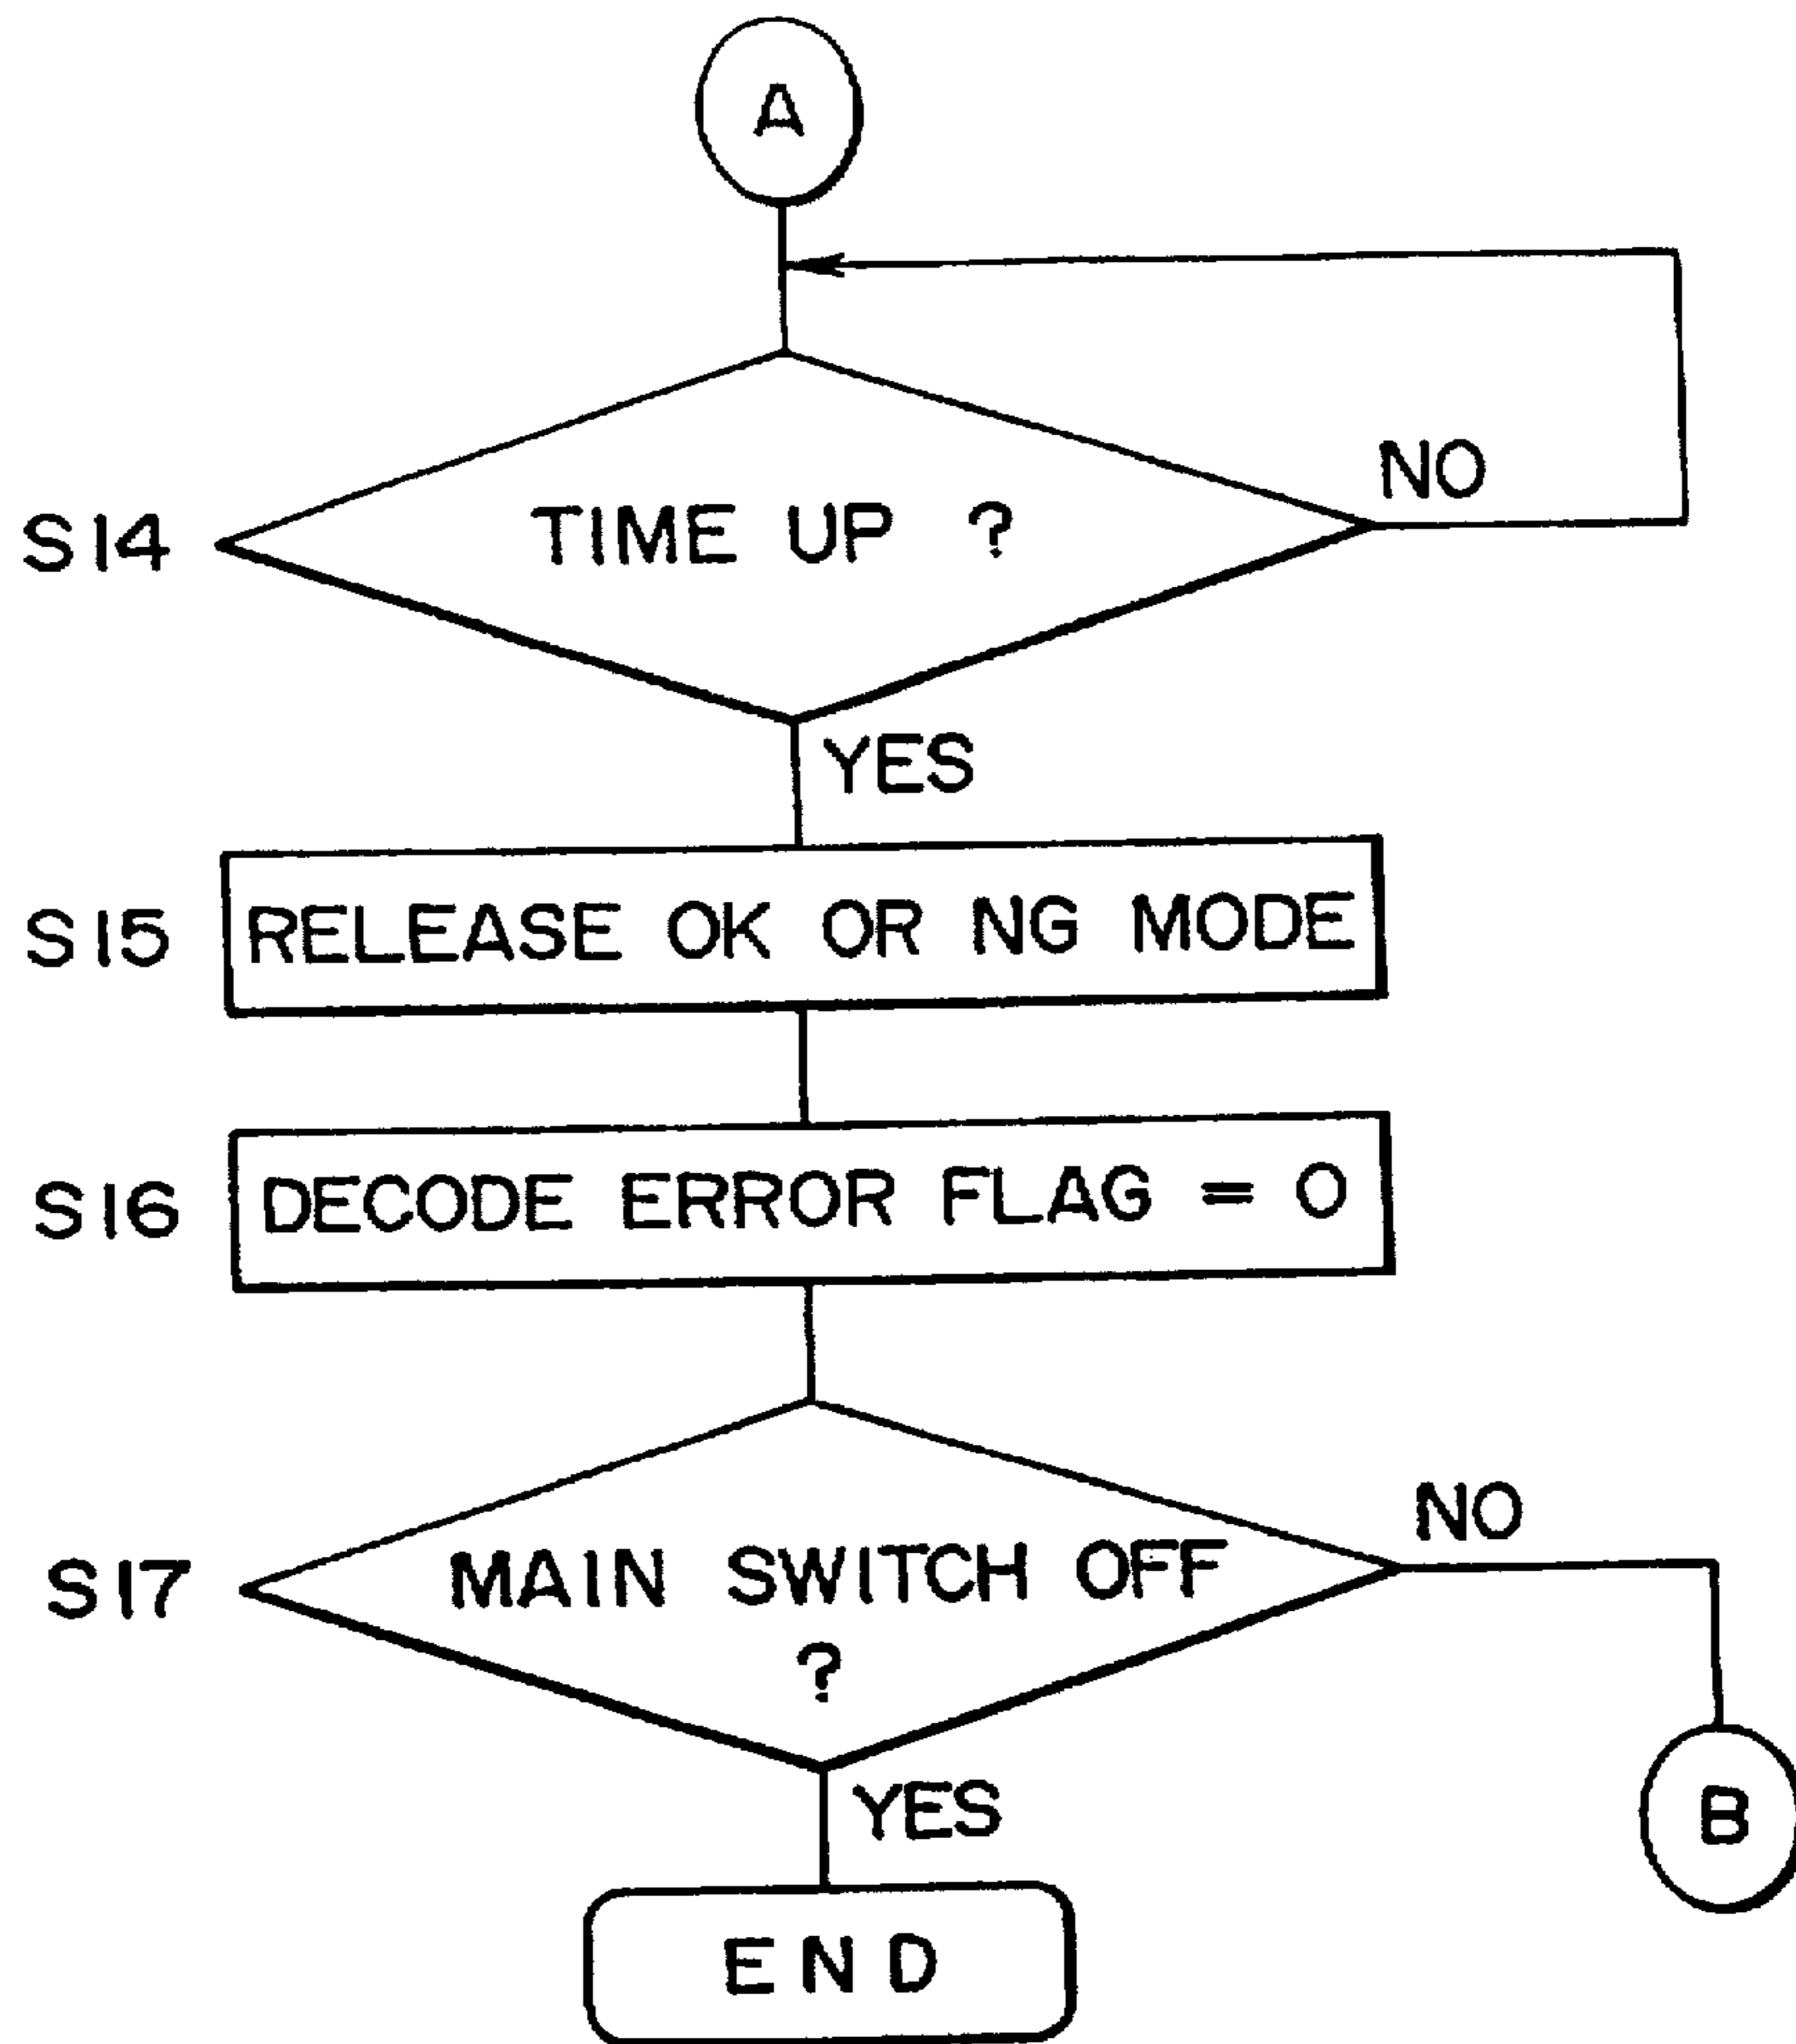 A
NO
S14
TIME UP ?
YES
S15
RELEASE OK OR NG MODE
S16
DECODE ERROR FLAG = 0
NO
S17
MAIN SWITCH OFF
?
YES
B
END